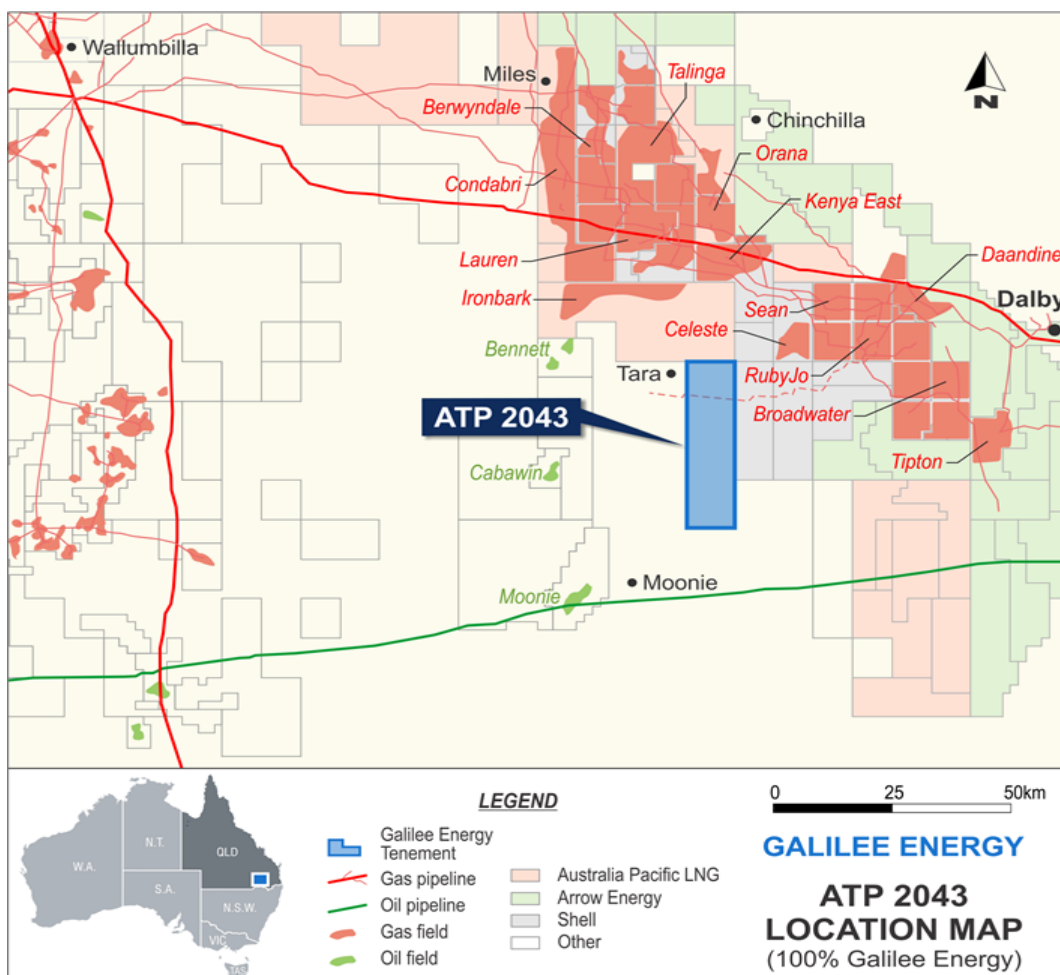 Wallumbilla
Miles
Talinga
Berwyndale
N
Chinchilla
Orana
Condabri
Kenya East
Lauren
Daandine
Ironbark
Sean
Dalby
Celeste
Bennett
Tara
RubyJo
ATP 2043
Broadwater
Cabawin
Tipton
Moonie
Moonie
W.A.
N.T.
QLD
S.A.
N.S.W.
VIC
TAS
LEGEND
Galilee Energy
Tenement
Gas pipeline
Oil pipeline
Gas field
Oil field
Australia Pacific LNG
Arrow Energy
Shell
Other
0 25 50km
GALILEE ENERGY
ATP 2043
LOCATION MAP
(100% Galilee Energy)